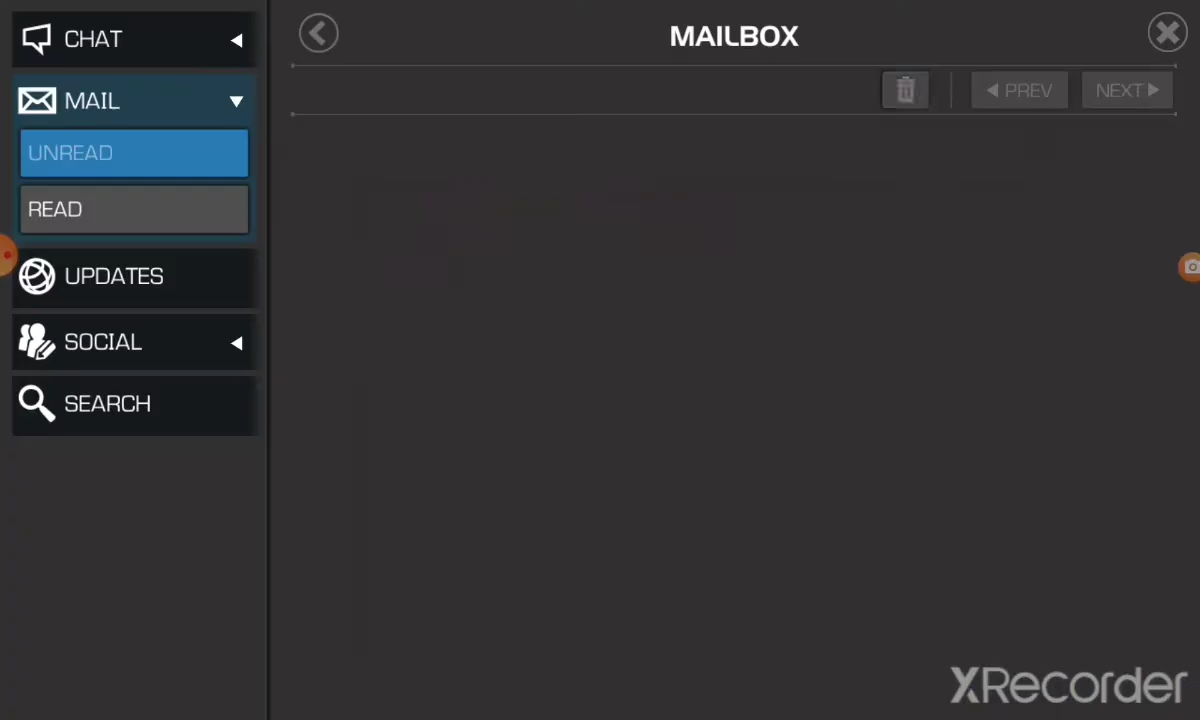 CHAT
MAIL
UNREAD
READ
UPDATES
SOCIAL
SEARCH
MAILBOX
PREV NEXT
XRecorder